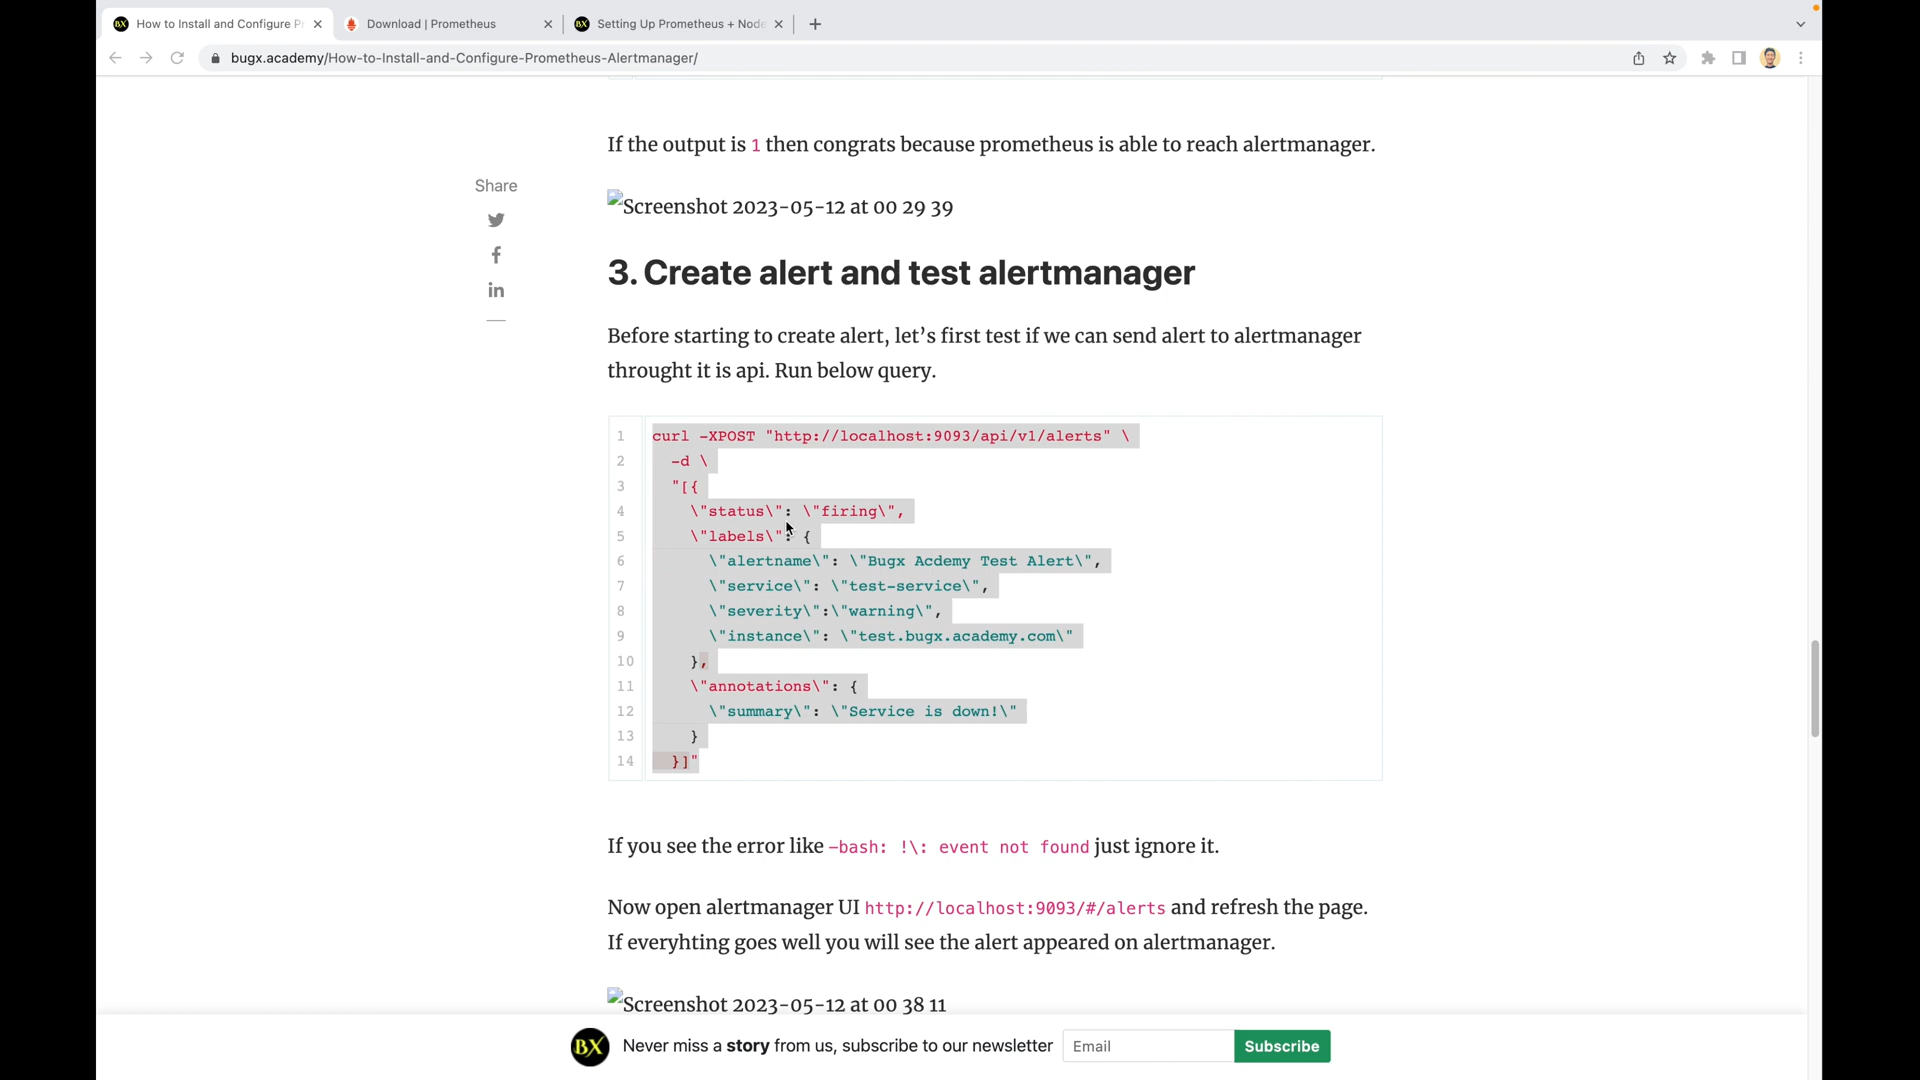 How to Install and Configure P
Download | Prometheus
BX Setting Up Prometheus + Node
bugx.academy/How-to-Install-and-Configure-Prometheus-Alertmanager/
If the output is 1 then congrats because prometheus is able to reach alertmanager.
Share
Screenshot 2023-05-12 at 00 29 39
3. Create alert and test alertmanager
Before starting to create alert, let's first test if we can send alert to alertmanager
throught it is api. Run below query.
1 curl -XPOST "http://localhost:9093/api/v1/alerts" \
2 -d \
3 "[{
4 \"status\": \"firing\",
5 \"labels\": {
6 \"alertname\": \"Bugx Acdemy Test Alert\",
7 \"service\": \"test-service\",
8 \"severity\":\"warning\",
9 \"instance\": \"test.bugx.academy.com\"
10 },
11 \"annotations\": {
12 \"summary\": \"Service is down!\"
13 }
14 }]"
If you see the error like -bash: !\: event not found just ignore it.
Now open alertmanager UI http://localhost:9093/#/alerts and refresh the page.
If everyhting goes well you will see the alert appeared on alertmanager.
Screenshot 2023-05-12 at 00 38 11
BX Never miss a story from us, subscribe to our newsletter Email Subscribe